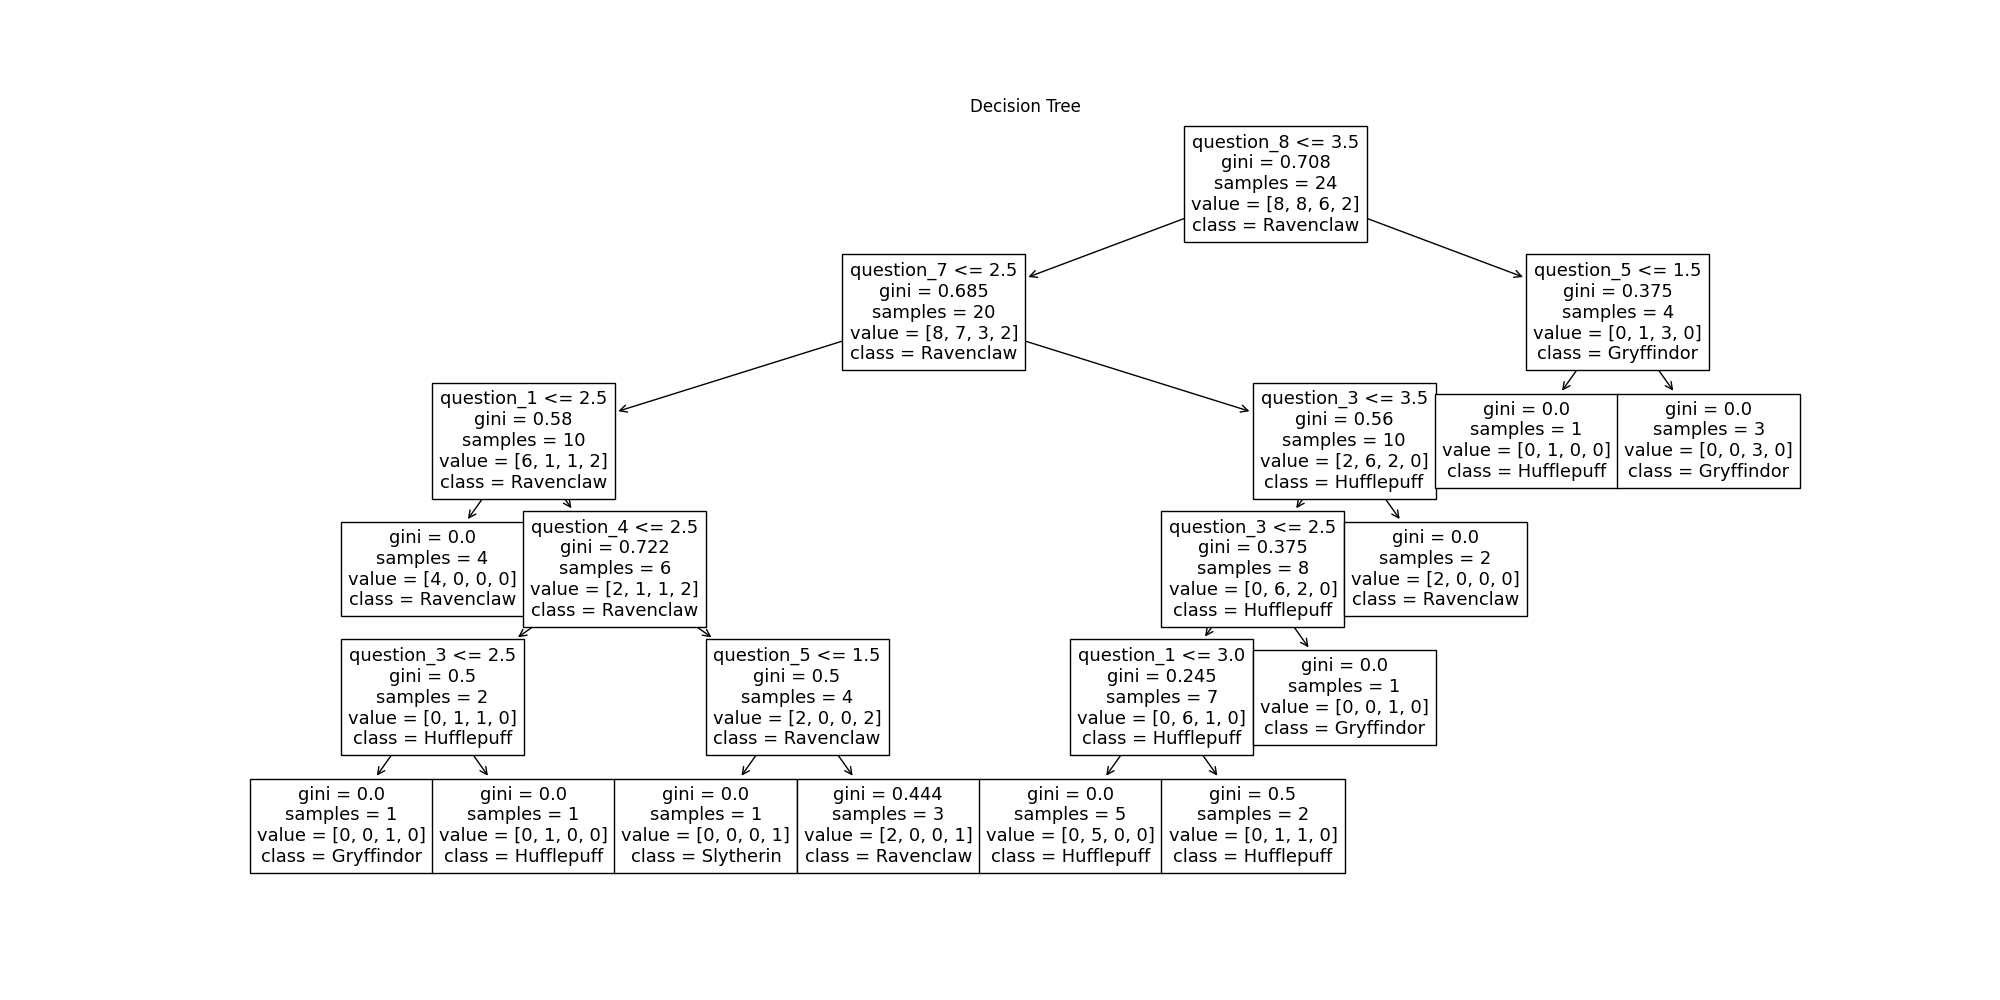 Decision Tree
question_8 <= 3.5
gini = 0.708
samples = 24
value = [8, 8, 6, 2]
class = Ravenclaw
question_7 <= 2.5
gini = 0.685
samples = 20
value = [8, 7, 3, 2]
class = Ravenclaw
question_5 <= 1.5
gini = 0.375
samples = 4
value = [0, 1, 3, 0]
class = Gryffindor
question_1 <= 2.5
gini = 0.58
samples = 10
value = [6, 1, 1, 2]
class = Ravenclaw
question_3 <= 3.5
gini = 0.56
samples = 10
value = [2, 6, 2, 0]
class = Hufflepuff
gini = 0.0
samples = 1
value = [0, 1, 0, 0]
class = Hufflepuff
gini = 0.0
samples = 3
value = [0, 0, 3, 0]
class = Gryffindor
gini = 0.0
samples = 4
value = [4, 0, 0, 0]
class = Ravenclaw
question_4 <= 2.5
gini = 0.722
samples = 6
value = [2, 1, 1, 2]
class = Ravenclaw
question_3 <= 2.5
gini = 0.375
samples = 8
value = [0, 6, 2, 0]
class = Hufflepuff
gini = 0.0
samples = 2
value = [2, 0, 0, 0]
class = Ravenclaw
question_3 <= 2.5
gini = 0.5
samples = 2
value = [0, 1, 1, 0]
class = Hufflepuff
question_5 <= 1.5
gini = 0.5
samples = 4
value = [2, 0, 0, 2]
class = Ravenclaw
question_1 <= 3.0
gini = 0.245
samples = 7
value = [0, 6, 1, 0]
class = Hufflepuff
gini = 0.0
samples = 1
value = [0, 0, 1, 0]
class = Gryffindor
gini = 0.0
samples = 1
value = [0, 0, 1, 0]
class = Gryffindor
gini = 0.0
samples = 1
value = [0, 1, 0, 0]
class = Hufflepuff
gini = 0.0
samples = 1
value = [0, 0, 0, 1]
class = Slytherin
gini = 0.444
samples = 3
value = [2, 0, 0, 1]
class = Ravenclaw
gini = 0.0
samples = 5
value = [0, 5, 0, 0]
class = Hufflepuff
gini = 0.5
samples = 2
value = [0, 1, 1, 0]
class = Hufflepuff